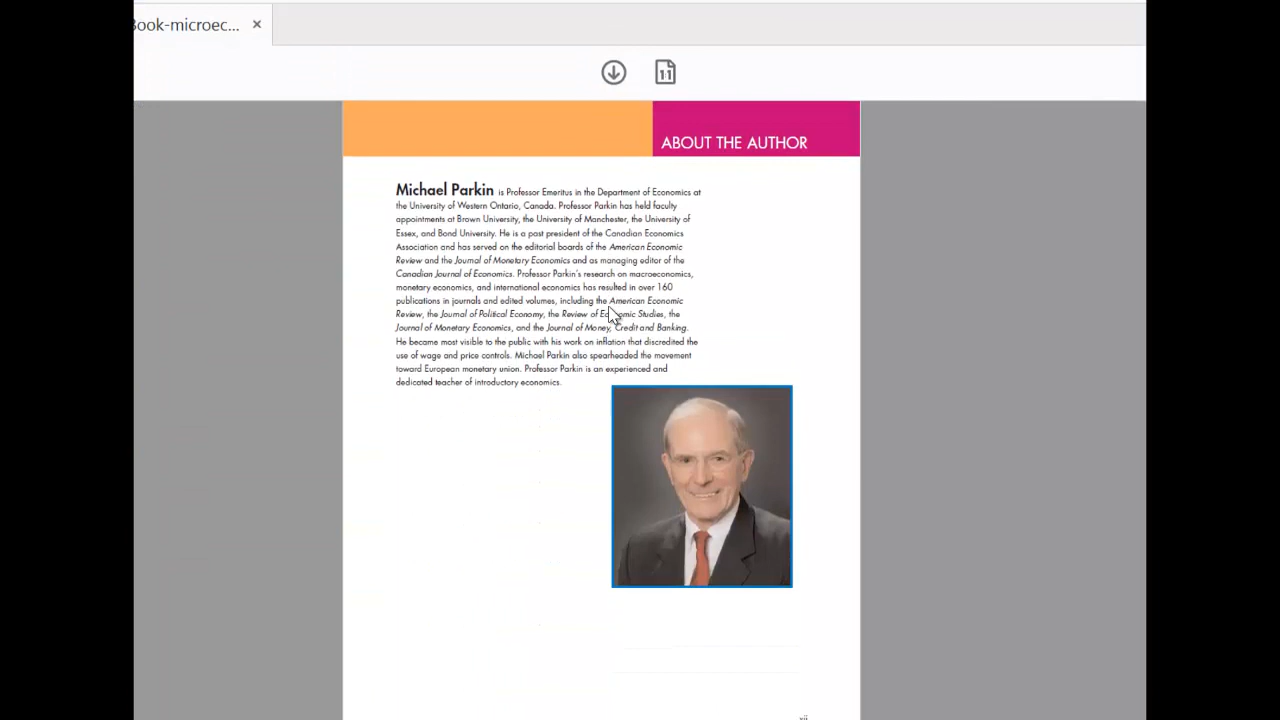 Book-microec...
ABOUT THE AUTHOR
Michael Parkin is Professor Emeritus in the Department of Economics at
the University of Western Ontario, Canada. Professor Parkin has held faculty
appointments at Brown University, the University of Manchester, the University of
Essex, and Bond University. He is a past president of the Canadian Economics
Association and has served on the editorial boards of the American Economic
Review and the Journal of Monetary Economics and as managing editor of the
Canadian Journal of Economics. Professor Parkin's research on macroeconomics,
monetary economics, and international economics has resulted in over 160
publications in journals and edited volumes, including the American Economic
Review, the Journal of Political Economy, the Review of Economic Studies, the
Journal of Monetary Economics, and the Journal of Money, Credit and Banking.
He became most visible to the public with his work on inflation that discredited the
use of wage and price controls. Michael Parkin also spearheaded the movement
toward European monetary union. Professor Parkin is an experienced and
dedicated teacher of introductory economics.